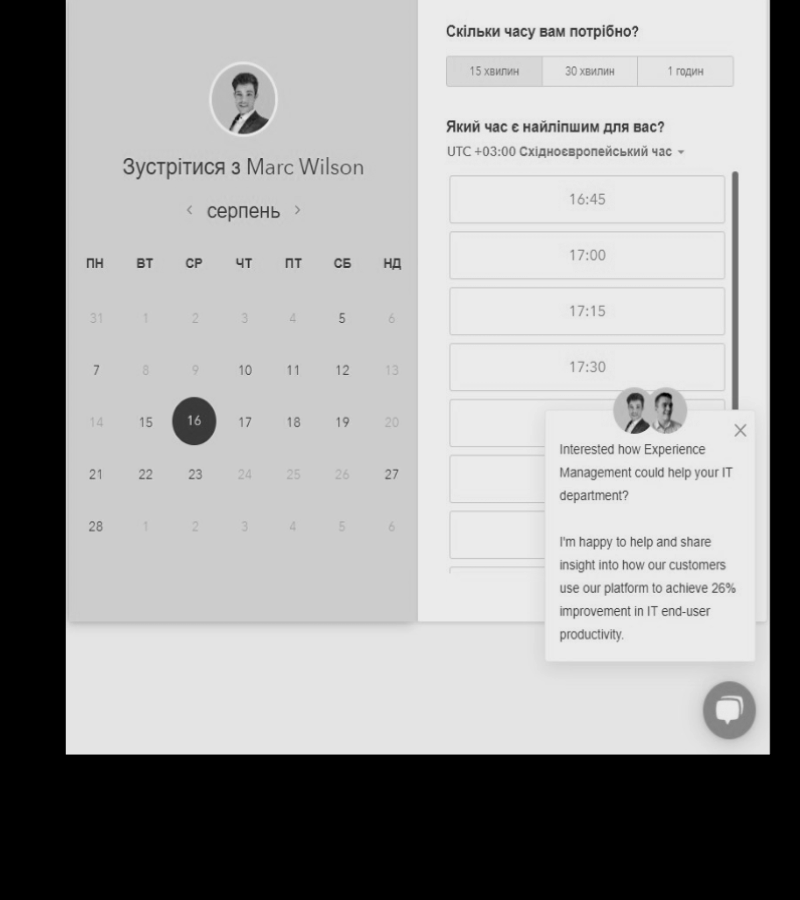 Зустрітися з Marc Wilson
серпень
ПН ВТ СР ЧТ ПТ СБ НД
31 1 2 3 4 5 6
7 8 9 10 11 12 13
14 15 16 17 18 19 20
21 22 23 24 25 26 27
28 1 2 3 4 5 6
Скільки часу вам потрібно?
15 хвилин 30 хвилин 1 годин
Який час є найліпшим для вас?
UTC +03:00 Східноєвропейський час
16:45
17:00
17:15
17:30
Interested how Experience
Management could help your IT
department?
I'm happy to help and share
insight into how our customers
use our platform to achieve 26%
improvement in IT end-user
productivity.